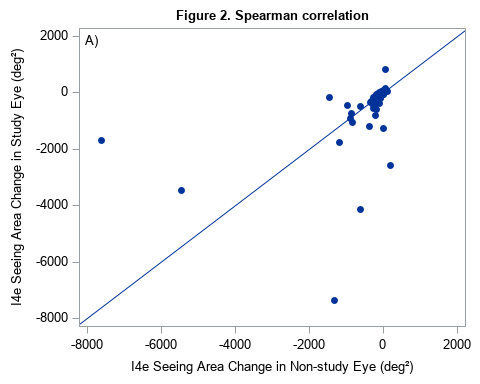 Figure 2. Spearman correlation
A)
I4e Seeing Area Change in Study Eye (deg²)
2000
0
-2000
-4000
-6000
-8000
-8000 -6000 -4000 -2000 0 2000
I4e Seeing Area Change in Non-study Eye (deg²)